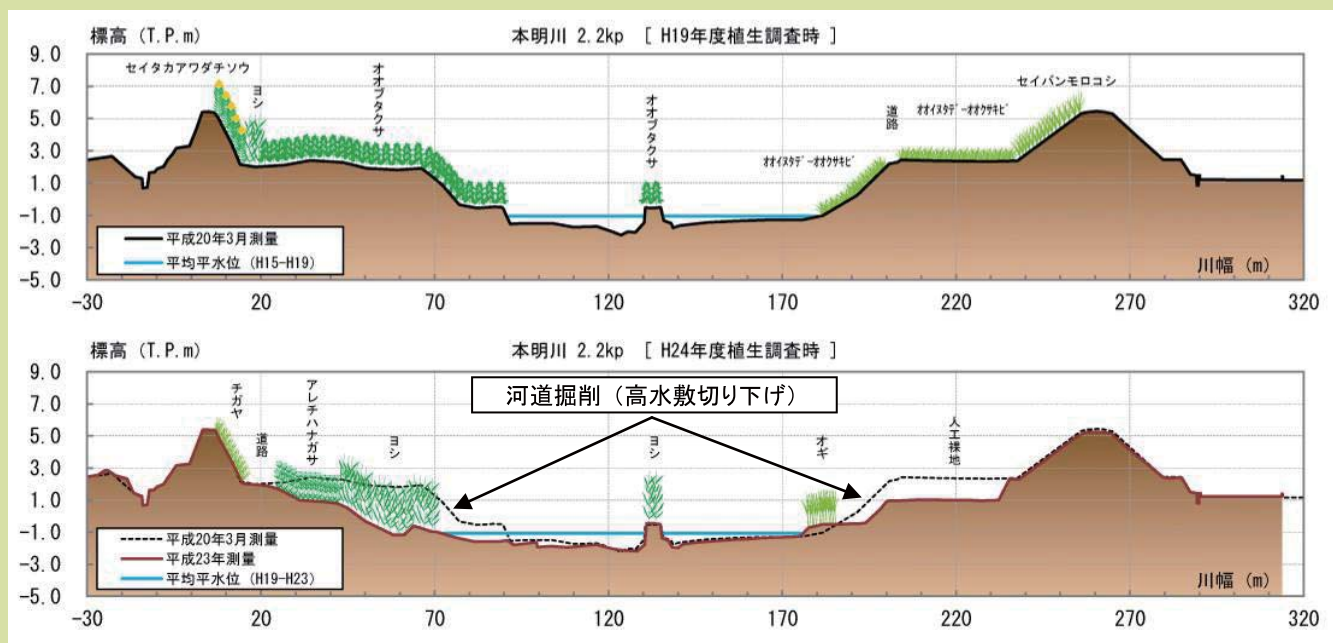 標高 (T.P.m)
本明川 2.2kp [ H19年度植生調査時 ]
9.0
7.0
5.0
3.0
1.0
-1.0
-3.0
-5.0
セイタカアワダチソウ
ヨシ
オオブタクサ
オオブタクサ
オオイヌタデｰオオクサキビ
道路
オオイヌタデｰオオクサキビ
セイバンモロコシ
平成20年3月測量
平均平水位 (H15-H19)
川幅 (m)
-30 20 70 120 170 220 270 320
標高 (T.P.m)
本明川 2.2kp [ H24年度植生調査時 ]
9.0
7.0
5.0
3.0
1.0
-1.0
-3.0
-5.0
河道掘削 (高水敷切り下げ)
チガヤ
道路
アレチハナガサ
ヨシ
ヨシ
オギ
人工裸地
平成20年3月測量
平成23年測量
平均平水位 (H19-H23)
川幅 (m)
-30 20 70 120 170 220 270 320